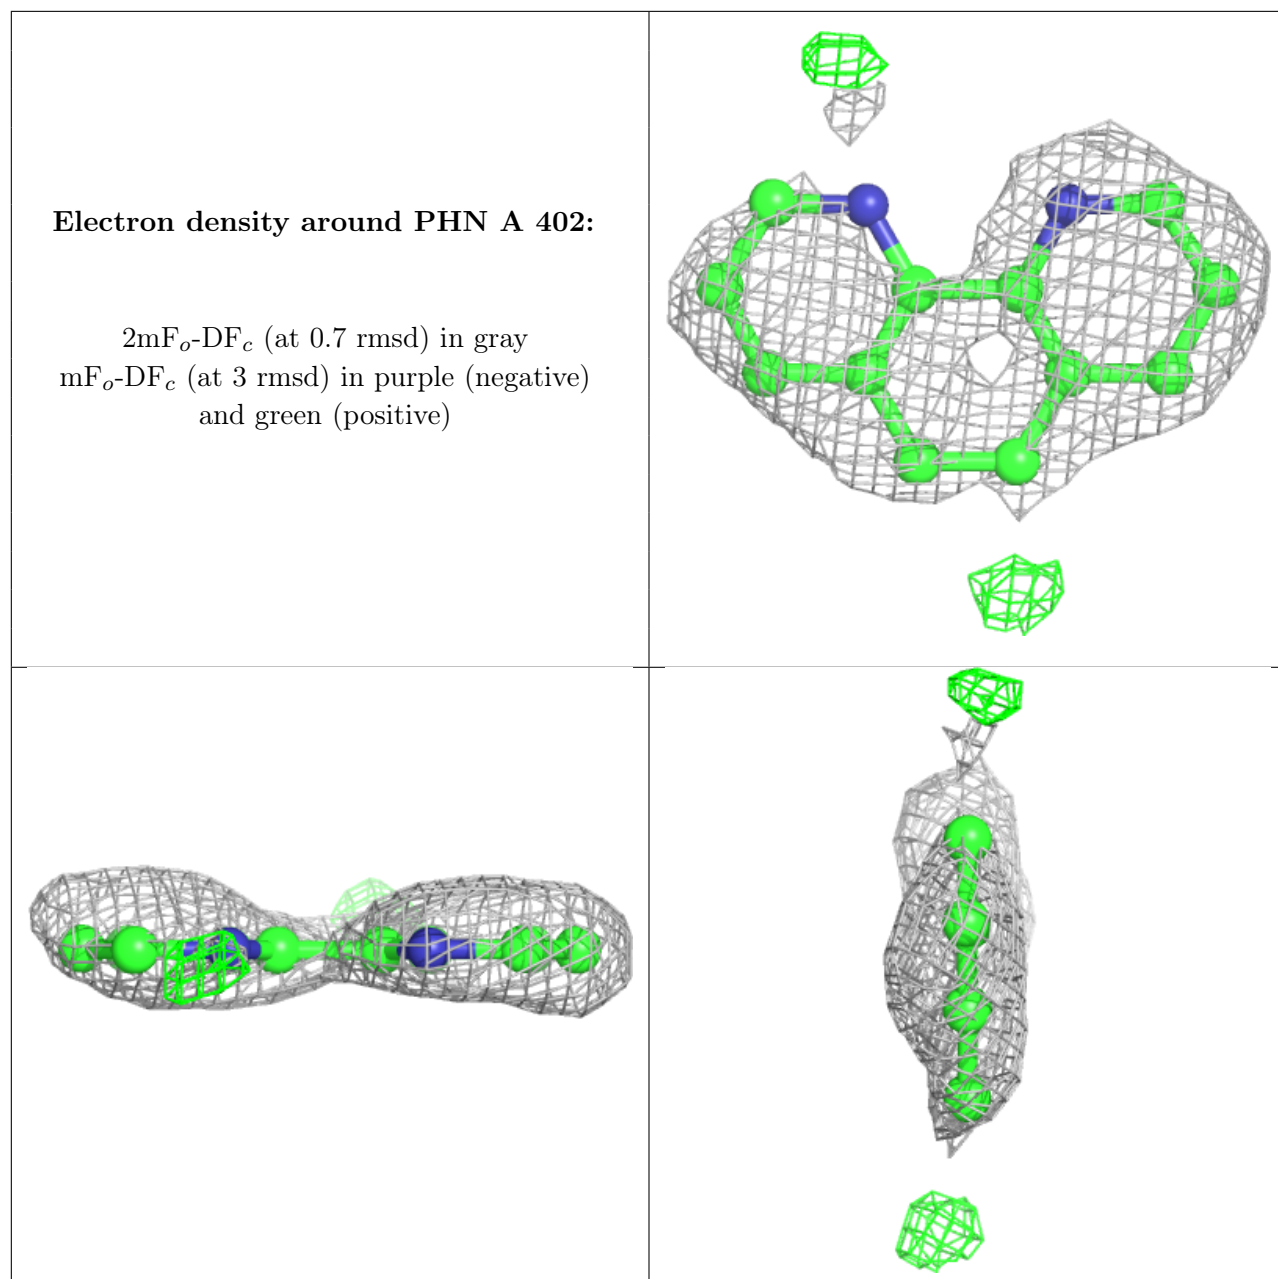 Electron density around PHN A 402:
2mFo-DFc (at 0.7 rmsd) in gray
mFo-DFc (at 3 rmsd) in purple (negative)
and green (positive)